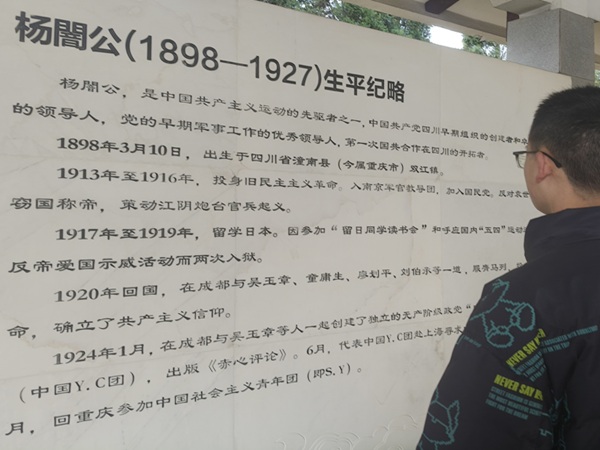 杨闇公(1898—1927)生平纪略
杨闇公，是中国共产主义运动的先驱者之一，中国共产党四川早期组织的创建者和卓
的领导人，党的早期军事工作的优秀领导人，第一次国共合作在四川的开拓者。
1898年3月10日，出生于四川省潼南县（今属重庆市）双江镇。
1913年至1916年，投身旧民主主义革命。入南京军官教导团，加入国民党。反对袁世
窃国称帝，策动江阴炮台官兵起义。
1917年至1919年，留学日本。因参加“留日同学读书会”和呼应国内“五四”运动
反帝爱国示威活动而两次入狱。
1920年回国，在成都与吴玉章、童庸生、廖划平、刘伯承等一道，服膺马列
命，确立了共产主义信仰。
1924年1月，在成都与吴玉章等人一起创建了独立的无产阶级政党“
（中国Y.C团），出版《赤心评论》。6月，代表中国Y.C团赴上海寻求
月，回重庆参加中国社会主义青年团（即S.Y）。
NEVER SAY
NEVER SAY